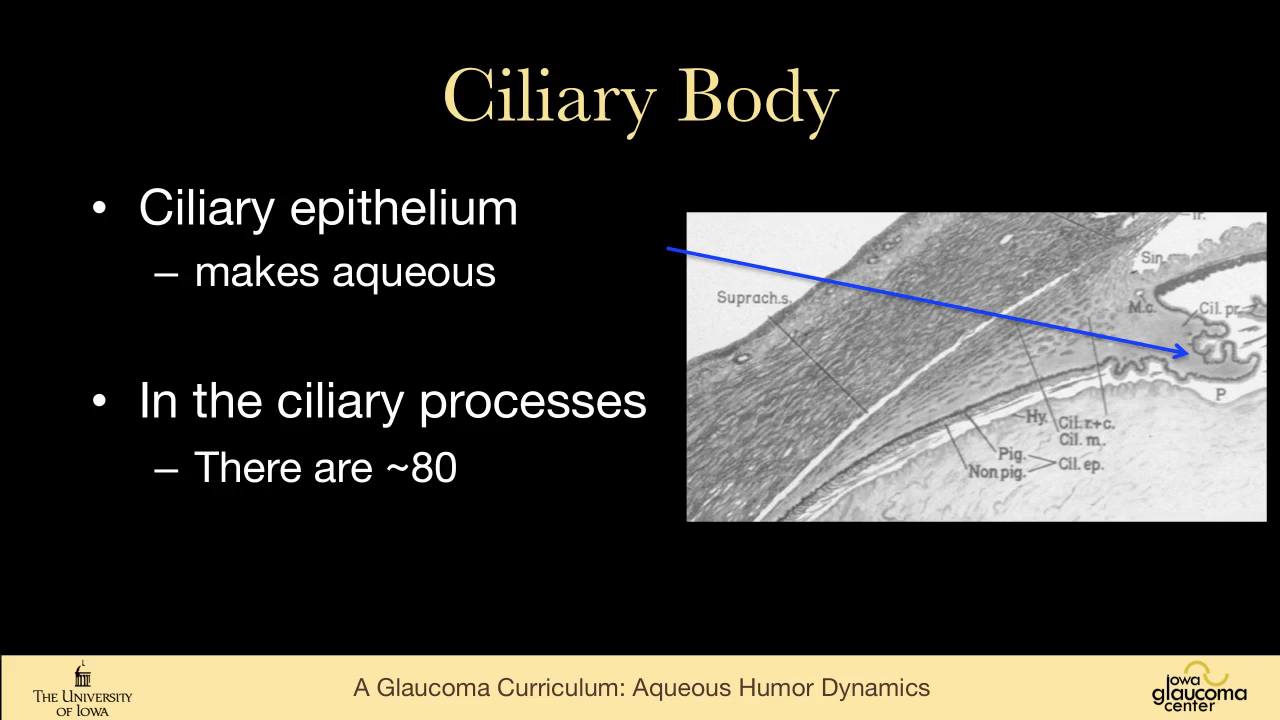 Ciliary Body
• Ciliary epithelium
– makes aqueous
• In the ciliary processes
– There are ~80
Ir.
Sin.
Suprach.s.
M.c.
Cil. pr.
P
Hy.
Cil. r.+c.
Cil. m.
Pig.
Non pig.
Cil. ep.
THE UNIVERSITY
OF IOWA
A Glaucoma Curriculum: Aqueous Humor Dynamics
Iowa
glaucoma
center